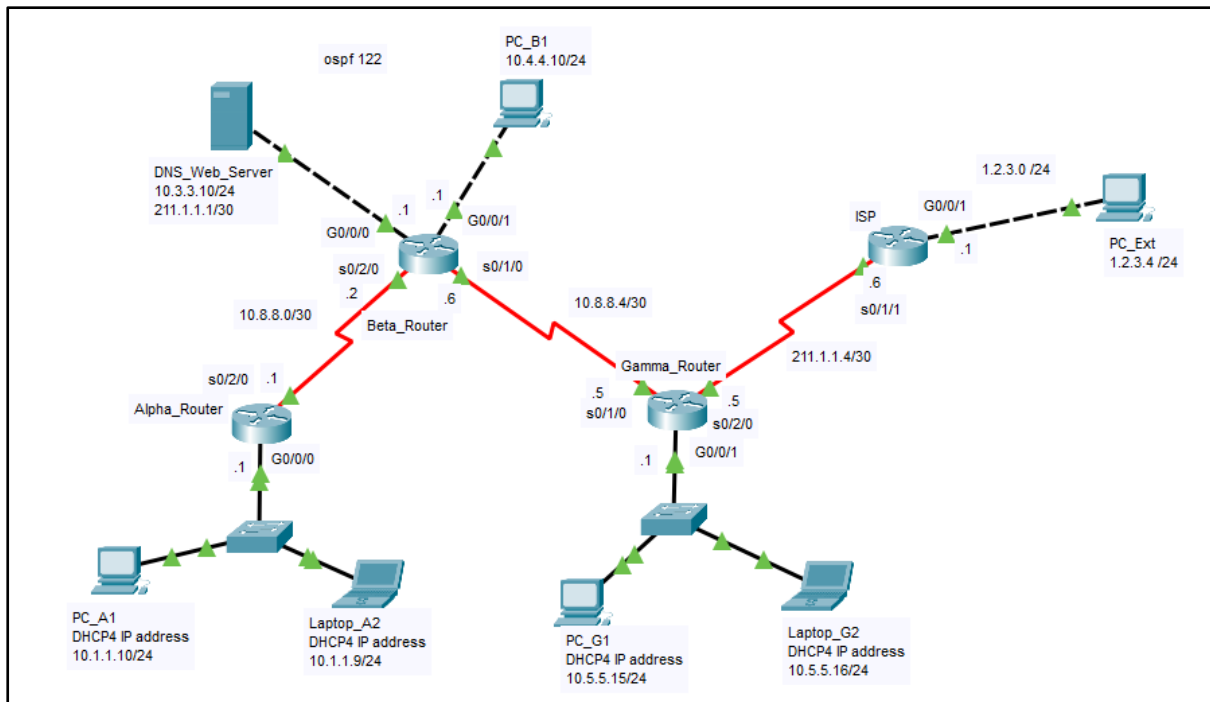 ospf 122
PC_B1
10.4.4.10/24
DNS_Web_Server
10.3.3.10/24
211.1.1.1/30
.1
.1
G0/0/0
G0/0/1
s0/2/0
s0/1/0
.2
.6
Beta_Router
10.8.8.0/30
10.8.8.4/30
1.2.3.0 /24
ISP
G0/0/1
.1
PC_Ext
1.2.3.4 /24
.6
s0/1/1
211.1.1.4/30
s0/2/0
.1
Alpha_Router
.1
G0/0/0
PC_A1
DHCP4 IP address
10.1.1.10/24
Laptop_A2
DHCP4 IP address
10.1.1.9/24
Gamma_Router
.5
s0/1/0
.5
s0/2/0
.1
G0/0/1
PC_G1
DHCP4 IP address
10.5.5.15/24
Laptop_G2
DHCP4 IP address
10.5.5.16/24